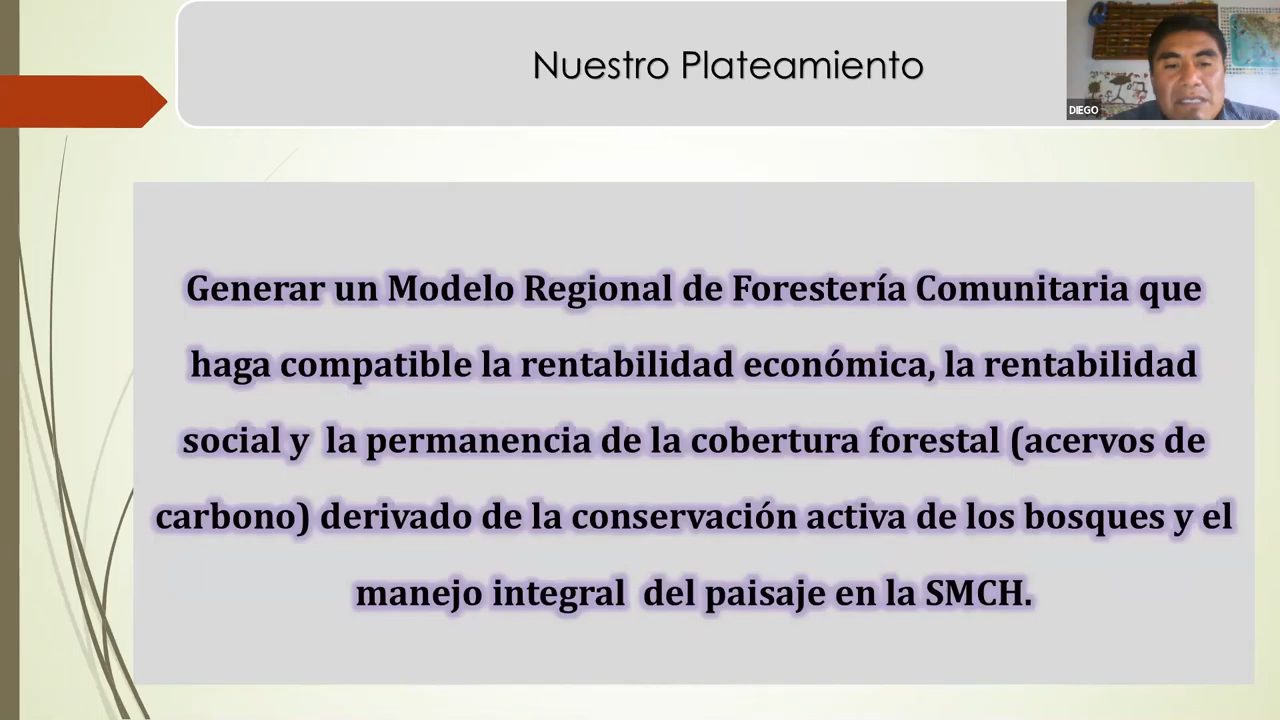 Nuestro Plateamiento
DIEGO
Generar un Modelo Regional de Forestería Comunitaria que
haga compatible la rentabilidad económica, la rentabilidad
social y  la permanencia de la cobertura forestal (acervos de
carbono) derivado de la conservación activa de los bosques y el
manejo integral  del paisaje en la SMCH.